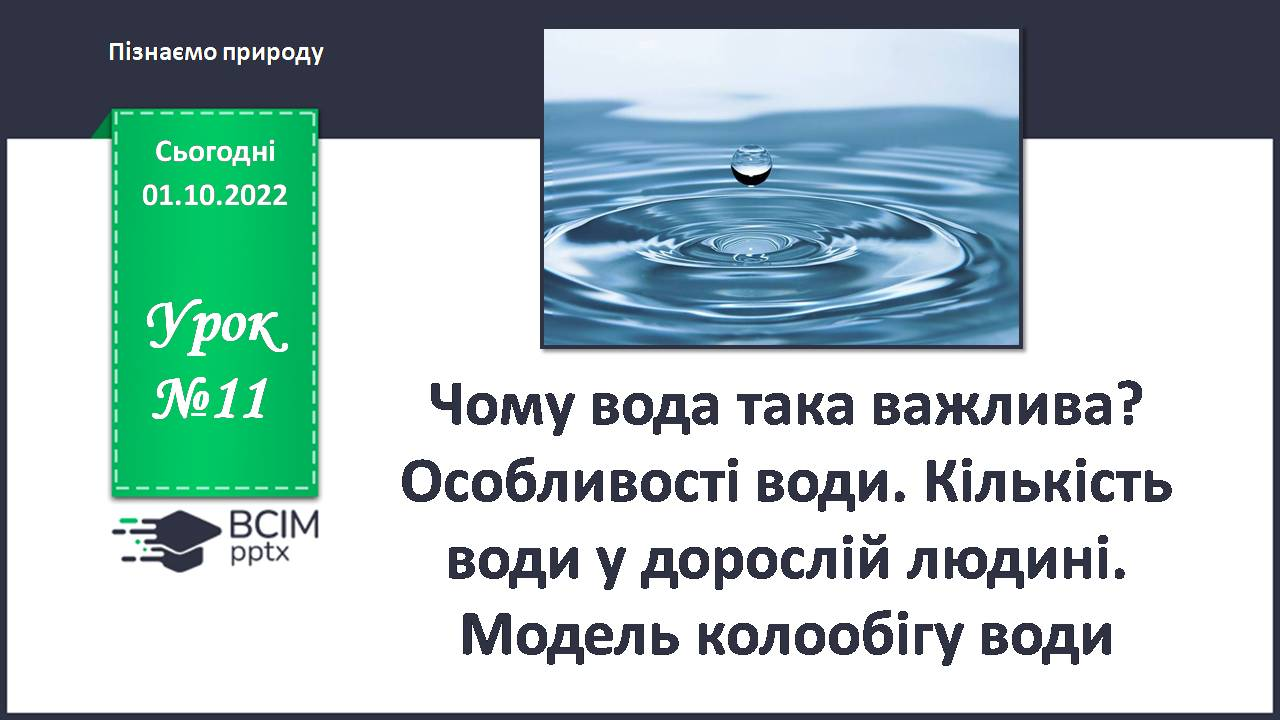 Пізнаємо природу
Сьогодні
01.10.2022
Урок
№11
ВСІМ
pptx
Чому вода така важлива?
Особливості води. Кількість
води у дорослій людині.
Модель колообігу води